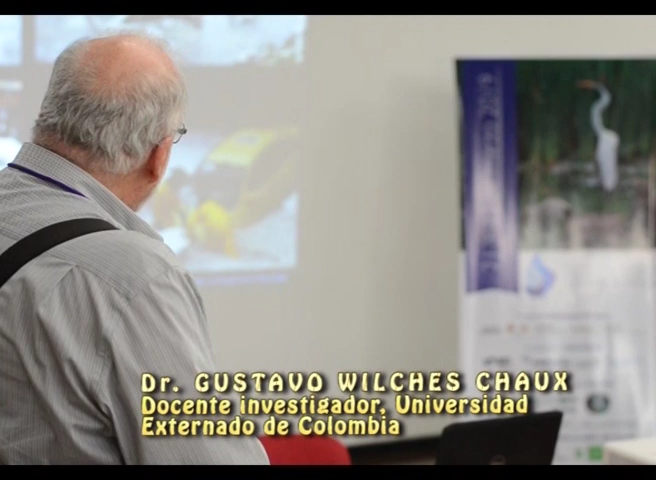 Dr. GUSTAVO WILCHES CHAUX
Docente investigador, Universidad
Externado de Colombia